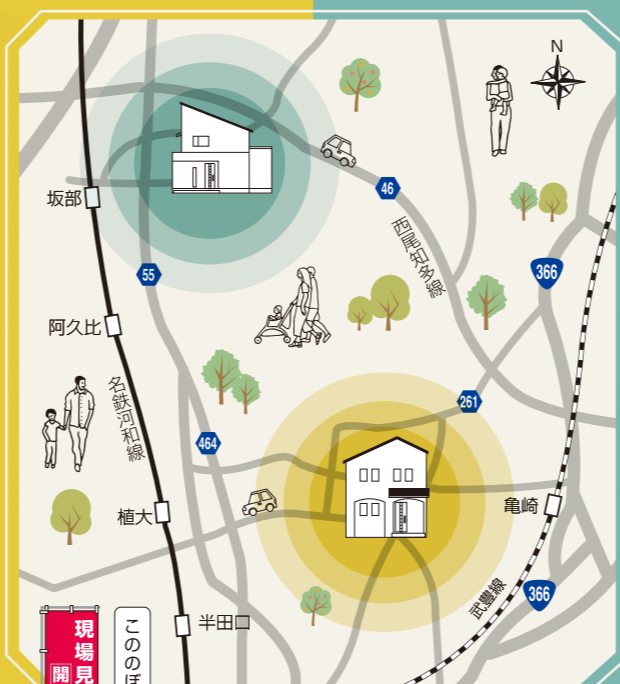 N
坂部
46
西尾知多線
55
366
阿久比
名鉄河和線
261
464
植大
亀崎
武豊線
366
半田口
現場見
開
こののぼ